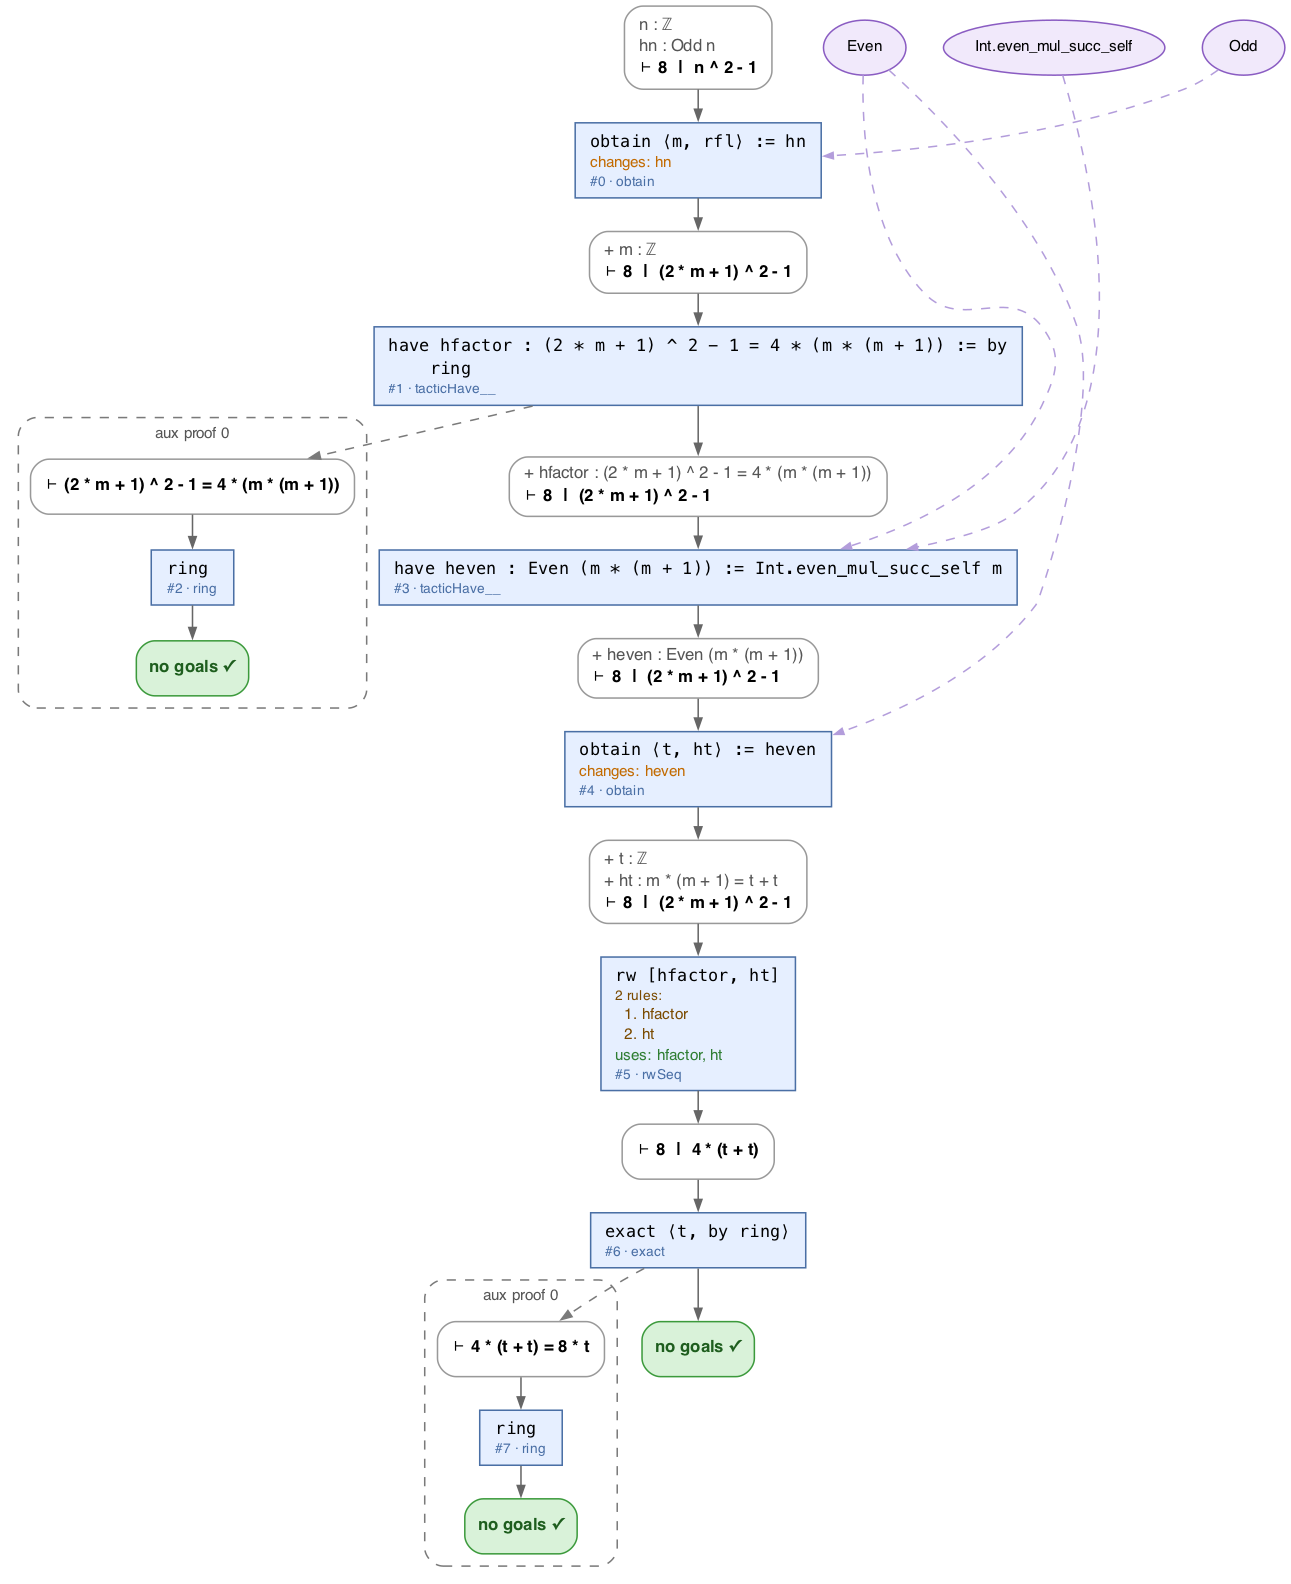 n : ℤ
hn : Odd n
⊢ 8 ∣ n ^ 2 - 1
Even
Int.even_mul_succ_self
Odd
obtain ⟨m, rfl⟩ := hn
changes: hn
#0 · obtain
+ m : ℤ
⊢ 8 ∣ (2 * m + 1) ^ 2 - 1
have hfactor : (2 * m + 1) ^ 2 - 1 = 4 * (m * (m + 1)) := by
ring
#1 · tacticHave__
aux proof 0
⊢ (2 * m + 1) ^ 2 - 1 = 4 * (m * (m + 1))
ring
#2 · ring
no goals ✓
+ hfactor : (2 * m + 1) ^ 2 - 1 = 4 * (m * (m + 1))
⊢ 8 ∣ (2 * m + 1) ^ 2 - 1
have heven : Even (m * (m + 1)) := Int.even_mul_succ_self m
#3 · tacticHave__
+ heven : Even (m * (m + 1))
⊢ 8 ∣ (2 * m + 1) ^ 2 - 1
obtain ⟨t, ht⟩ := heven
changes: heven
#4 · obtain
+ t : ℤ
+ ht : m * (m + 1) = t + t
⊢ 8 ∣ (2 * m + 1) ^ 2 - 1
rw [hfactor, ht]
2 rules:
1. hfactor
2. ht
uses: hfactor, ht
#5 · rwSeq
⊢ 8 ∣ 4 * (t + t)
exact ⟨t, by ring⟩
#6 · exact
aux proof 0
⊢ 4 * (t + t) = 8 * t
ring
#7 · ring
no goals ✓
no goals ✓